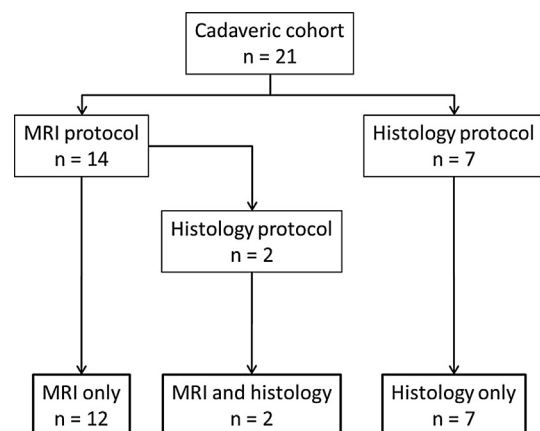 Cadaveric cohort
n = 21
MRI protocol
n = 14
Histology protocol
n = 7
Histology protocol
n = 2
MRI only
n = 12
MRI and histology
n = 2
Histology only
n = 7